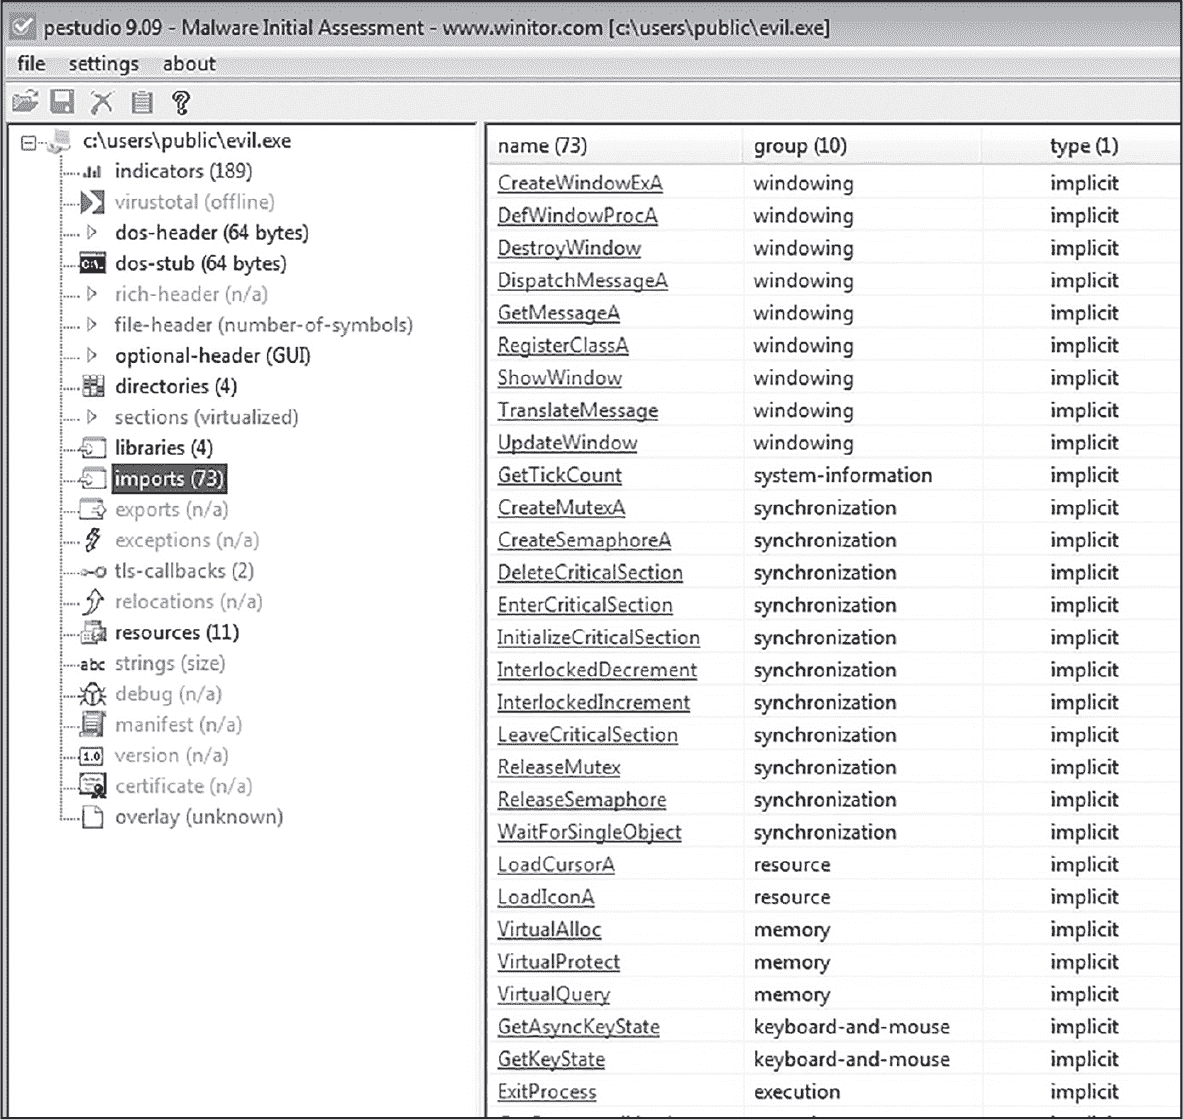 pestudio 9.09 - Malware Initial Assessment - www.winitor.com [c:\users\public\evil.exe]
file settings about
c:\users\public\evil.exe
indicators (189)
virustotal (offline)
dos-header (64 bytes)
dos-stub (64 bytes)
rich-header (n/a)
file-header (number-of-symbols)
optional-header (GUI)
directories (4)
sections (virtualized)
libraries (4)
imports (73)
exports (n/a)
exceptions (n/a)
tls-callbacks (2)
relocations (n/a)
resources (11)
abc strings (size)
debug (n/a)
manifest (n/a)
1.0 version (n/a)
certificate (n/a)
overlay (unknown)
name (73) group (10) type (1)
CreateWindowExA windowing implicit
DefWindowProcA windowing implicit
DestroyWindow windowing implicit
DispatchMessageA windowing implicit
GetMessageA windowing implicit
RegisterClassA windowing implicit
ShowWindow windowing implicit
TranslateMessage windowing implicit
UpdateWindow windowing implicit
GetTickCount system-information implicit
CreateMutexA synchronization implicit
CreateSemaphoreA synchronization implicit
DeleteCriticalSection synchronization implicit
EnterCriticalSection synchronization implicit
InitializeCriticalSection synchronization implicit
InterlockedDecrement synchronization implicit
InterlockedIncrement synchronization implicit
LeaveCriticalSection synchronization implicit
ReleaseMutex synchronization implicit
ReleaseSemaphore synchronization implicit
WaitForSingleObject synchronization implicit
LoadCursorA resource implicit
LoadIconA resource implicit
VirtualAlloc memory implicit
VirtualProtect memory implicit
VirtualQuery memory implicit
GetAsyncKeyState keyboard-and-mouse implicit
GetKeyState keyboard-and-mouse implicit
ExitProcess execution implicit